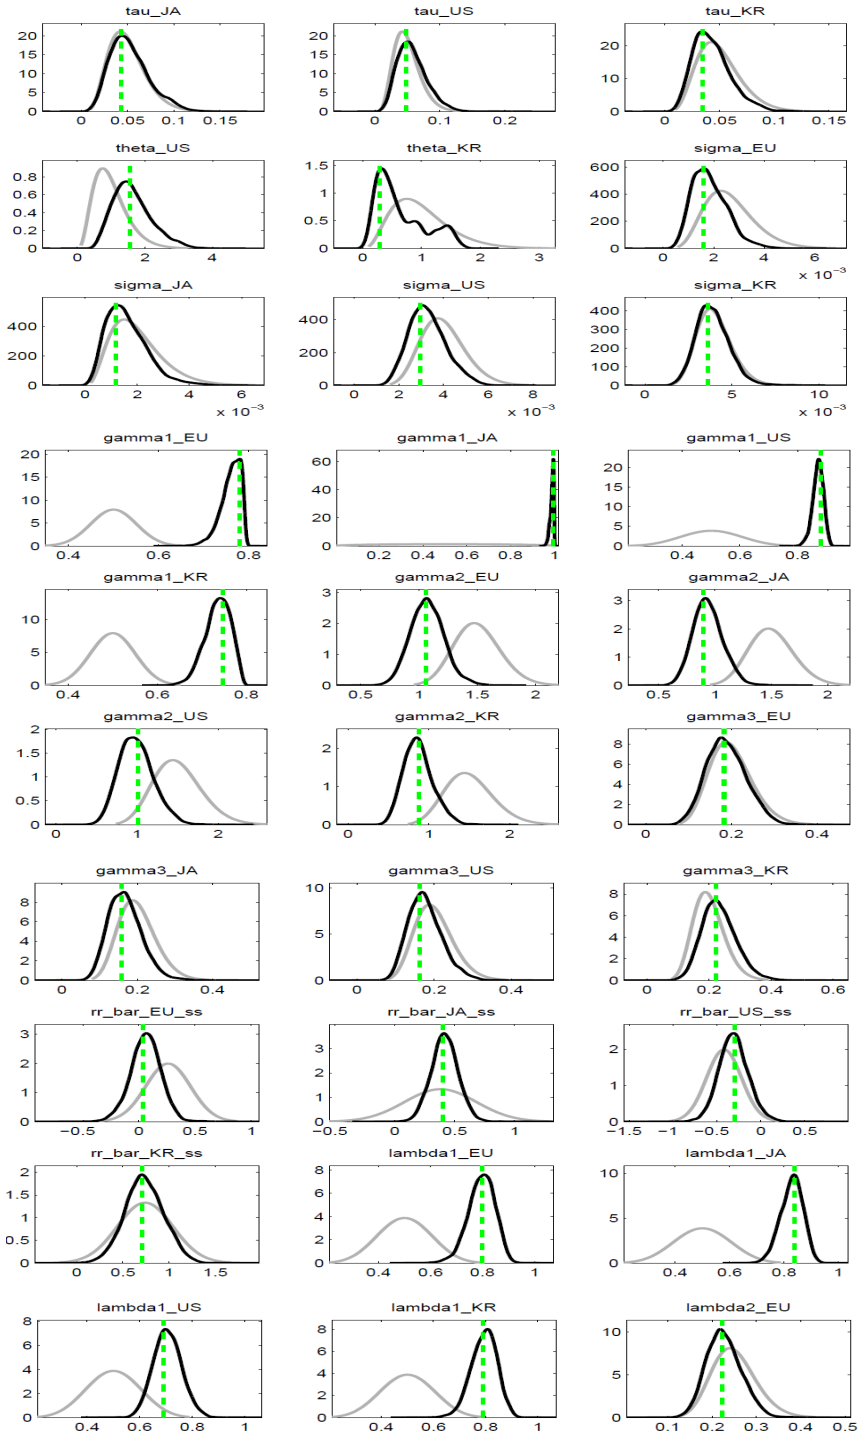 tau_JA
tau_US
tau_KR
20
15
10
5
0
0 0.05 0.15
20
15
10
5
0
0 0.1 0.2
20
10
0
0 0.05 0.1 0.15
theta_US
theta_KR
sigma_EU
0.8
0.6
0.4
0.2
0
0 2 4
1.5
1
0.5
0
0 1 2 3
600
400
200
0
0 2 4 6
x 10⁻³
sigma_JA
sigma_US
sigma_KR
400
200
0
0 2 4 6
x 10⁻³
400
200
0
0 2 4 6 8
x 10⁻³
400
300
200
100
0
0 5 10
x 10⁻³
gamma1_EU
gamma1_JA
gamma1_US
20
15
10
5
0
0.4 0.6 0.8
60
40
20
0
0.2 0.4 0.6 0.8 1
20
15
10
5
0
0.4 0.6 0.8
gamma1_KR
gamma2_EU
gamma2_JA
10
5
0
0.4 0.6 0.8
3
2
1
0
0.5 1 1.5 2
3
2
1
0
0.5 1 1.5 2
gamma2_US
gamma2_KR
gamma3_EU
2
1.5
1
0.5
0
0 1 2
2
1
0
0 1 2
8
6
4
2
0
0 0.2 0.4
gamma3_JA
gamma3_US
gamma3_KR
8
6
4
2
0
0 0.2 0.4
10
5
0
0 0.2 0.4
8
6
4
2
0
0 0.2 0.4 0.6
rr_bar_EU_ss
rr_bar_JA_ss
rr_bar_US_ss
3
2
1
0
−0.5 0 0.5 1
3
2
1
0
−0.5 0 0.5 1
2
1
0
−1.5 −1 −0.5 0 0.5
rr_bar_KR_ss
lambda1_EU
lambda1_JA
2
1.5
1
0.5
0
0 0.5 1 1.5
8
6
4
2
0
0.4 0.6 0.8 1
10
5
0
0.4 0.6 0.8 1
lambda1_US
lambda1_KR
lambda2_EU
8
6
4
2
0
0.4 0.6 0.8 1
8
6
4
2
0
0.4 0.6 0.8 1
10
5
0
0 0.1 0.2 0.3 0.4 0.5